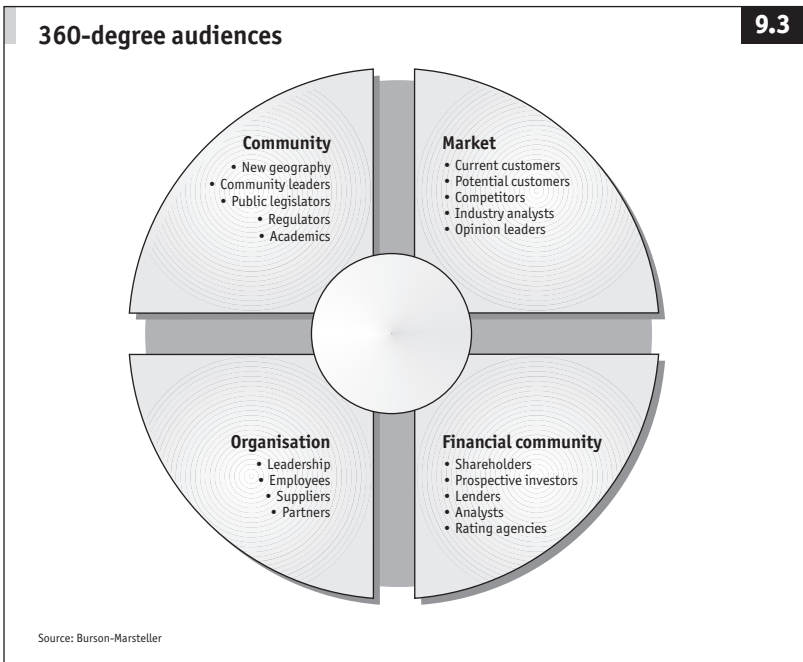 360-degree audiences
9.3
Community
• New geography
• Community leaders
• Public legislators
• Regulators
• Academics
Market
• Current customers
• Potential customers
• Competitors
• Industry analysts
• Opinion leaders
Organisation
• Leadership
• Employees
• Suppliers
• Partners
Financial community
• Shareholders
• Prospective investors
• Lenders
• Analysts
• Rating agencies
Source: Burson-Marsteller